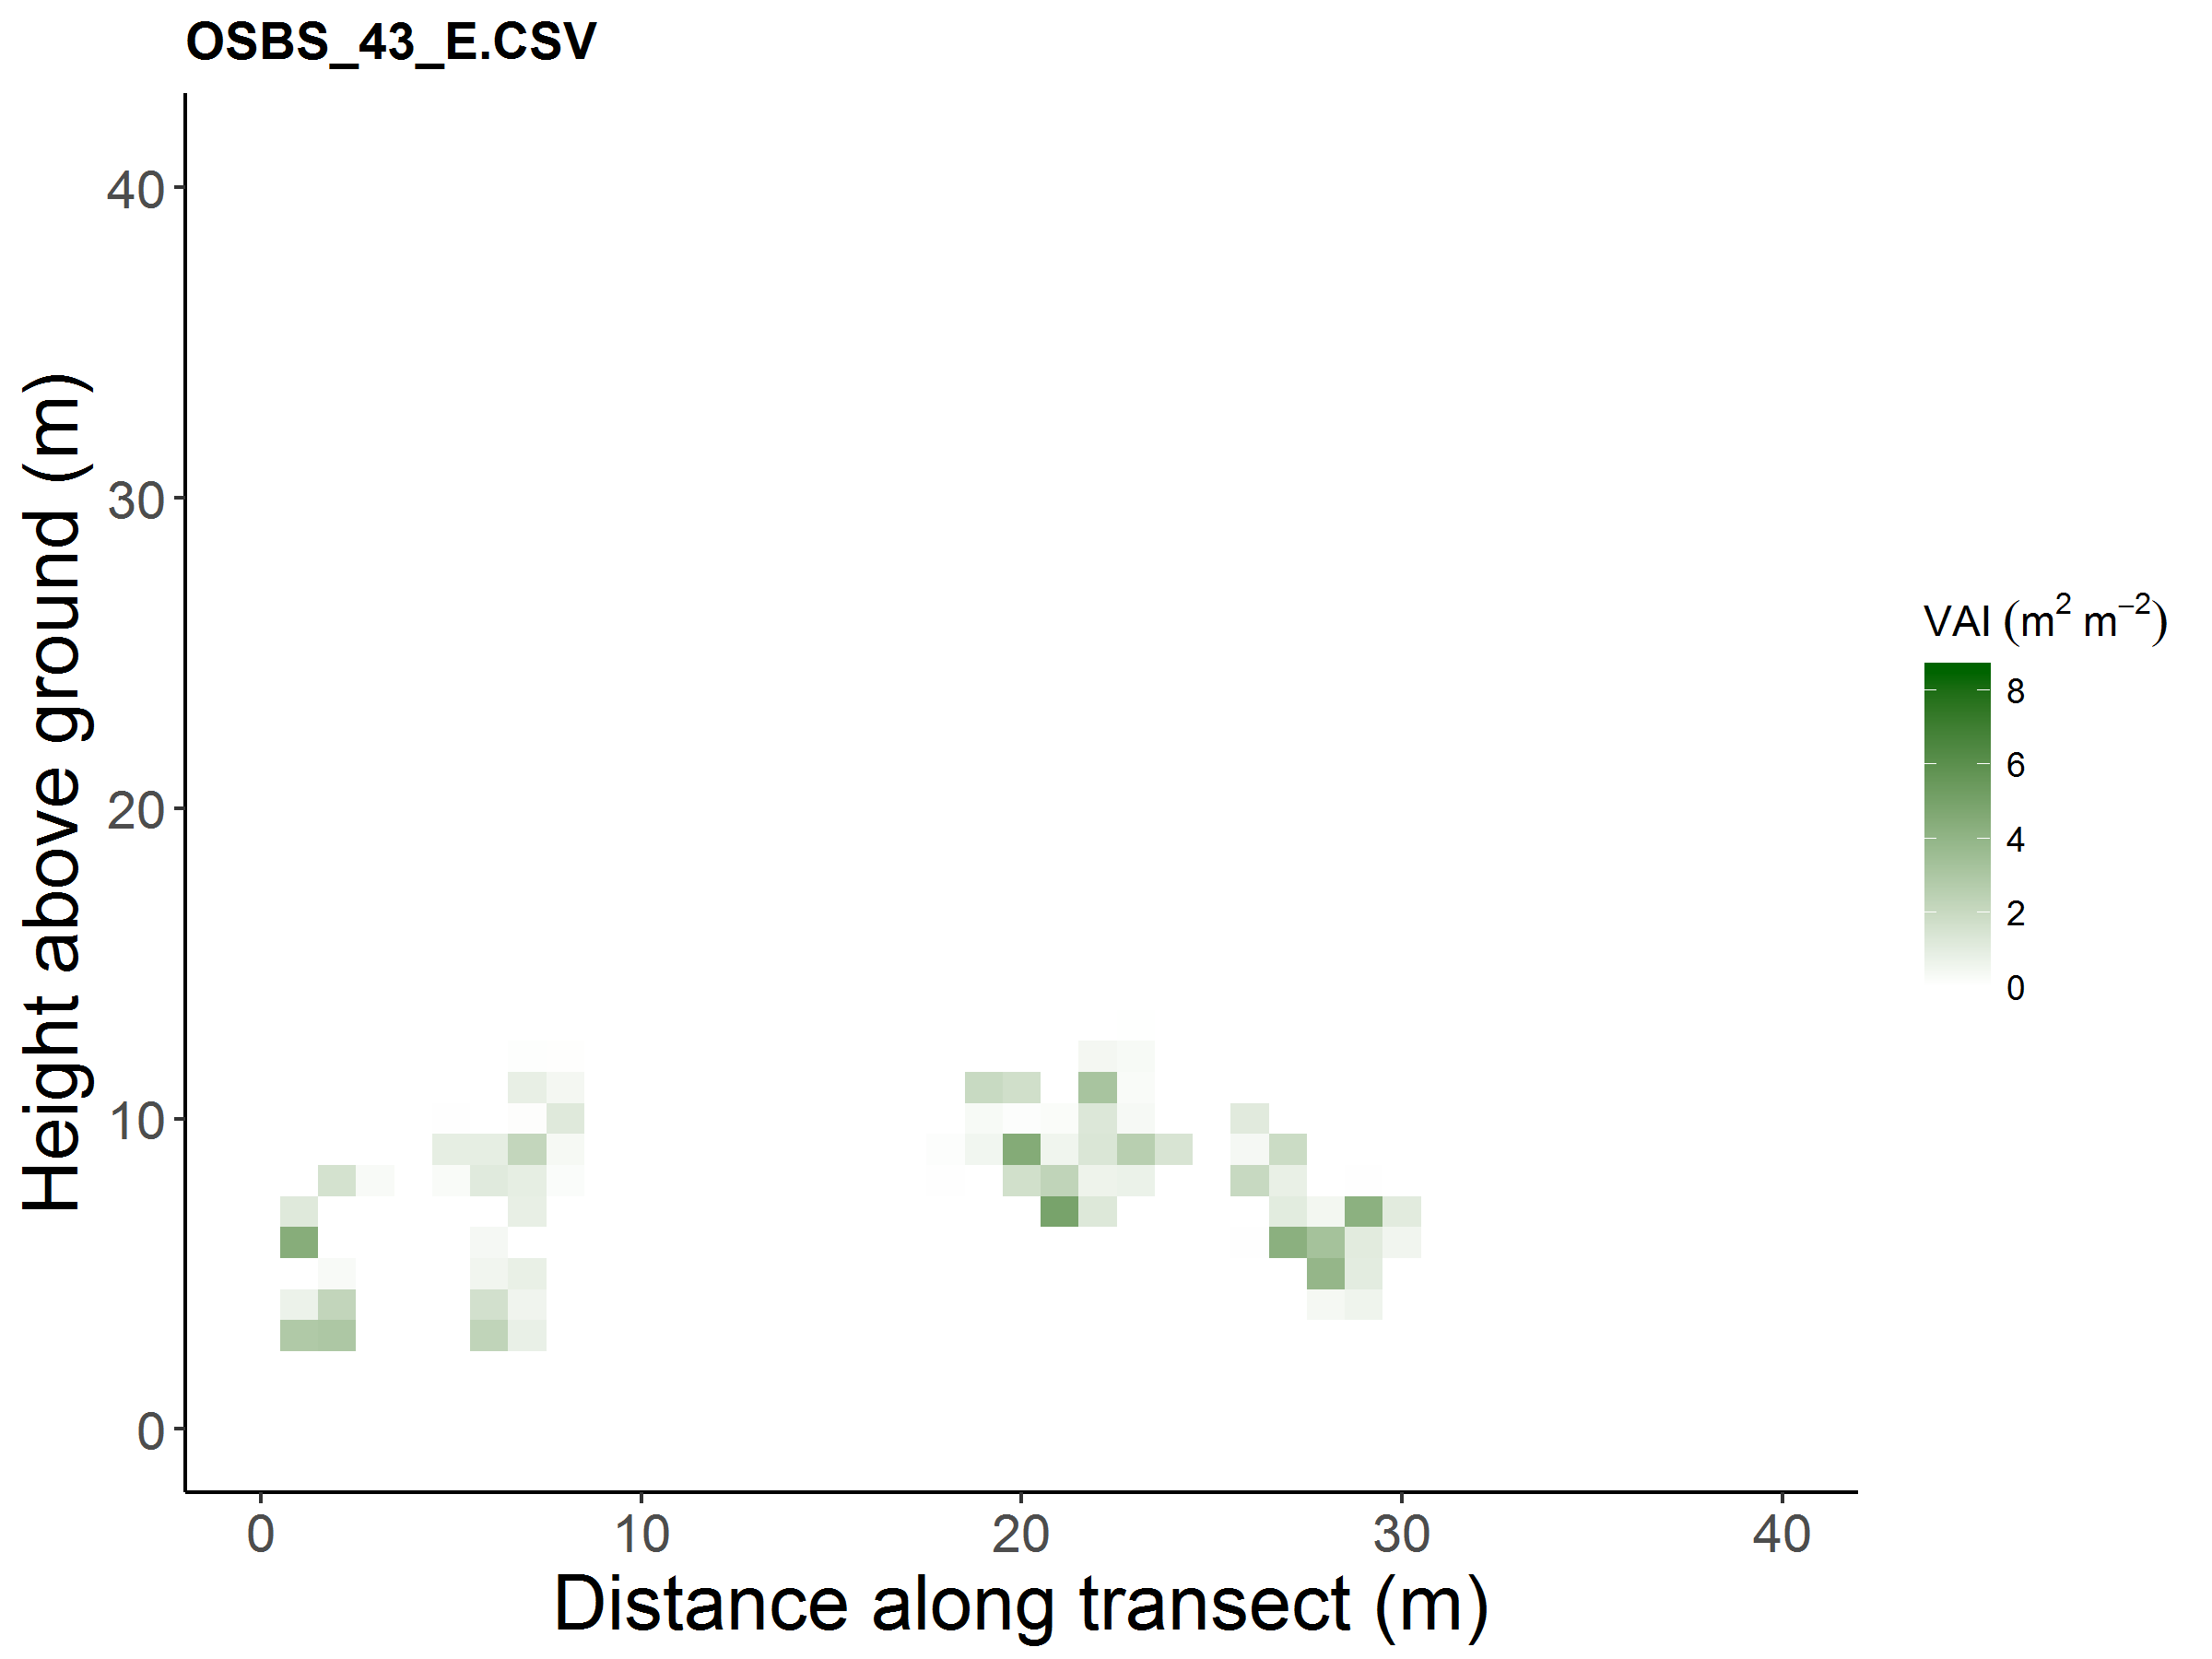 OSBS_43_E.CSV
Height above ground (m)
40
30
20
10
0
0 10 20 30 40
Distance along transect (m)
VAI (m² m⁻²)
8
6
4
2
0